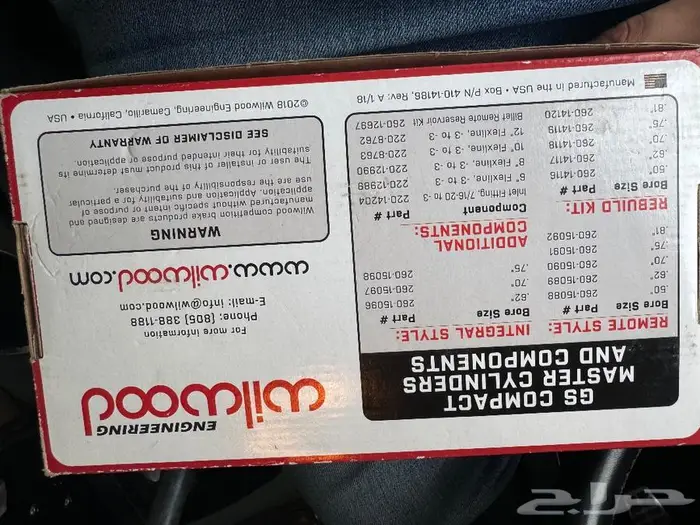 GS COMPACT
MASTER CYLINDERS
AND COMPONENTS
REMOTE STYLE:
Bore Size Part #
.50" 260-15088
.62" 260-15089
.70" 260-15090
.75" 260-15091
.81" 260-15092
INTEGRAL STYLE:
Bore Size Part #
.62" 260-15096
.70" 260-15097
.75" 260-15098
REBUILD KIT:
Bore Size Part #
.50" 260-14116
.62" 260-14117
.70" 260-14118
.75" 260-14119
.81" 260-14120
ADDITIONAL
COMPONENTS:
Component Part #
Inlet Fitting, 7/16-20 to -3 220-14204
6" Flexline, -3 to -3 220-12989
8" Flexline, -3 to -3 220-12990
10" Flexline, -3 to -3 220-8763
12" Flexline, -3 to -3 220-8762
Billet Remote Reservoir Kit 260-12697
Manufactured in the USA • Box P/N 410-14186, Rev: A 1/18
ENGINEERING
wilwood
For more information
Phone: (805) 388-1188
E-mail: info@wilwood.com
www.wilwood.com
WARNING
Wilwood competition brake products are designed and
manufactured without specific intent or purpose of
application. Application and suitability for a particular
use are the responsibility of the purchaser.
The user or installer of this product must determine the
suitability for their intended application or purpose.
SEE DISCLAIMER OF WARRANTY
©2018 Wilwood Engineering, Camarillo, California • USA
حراج